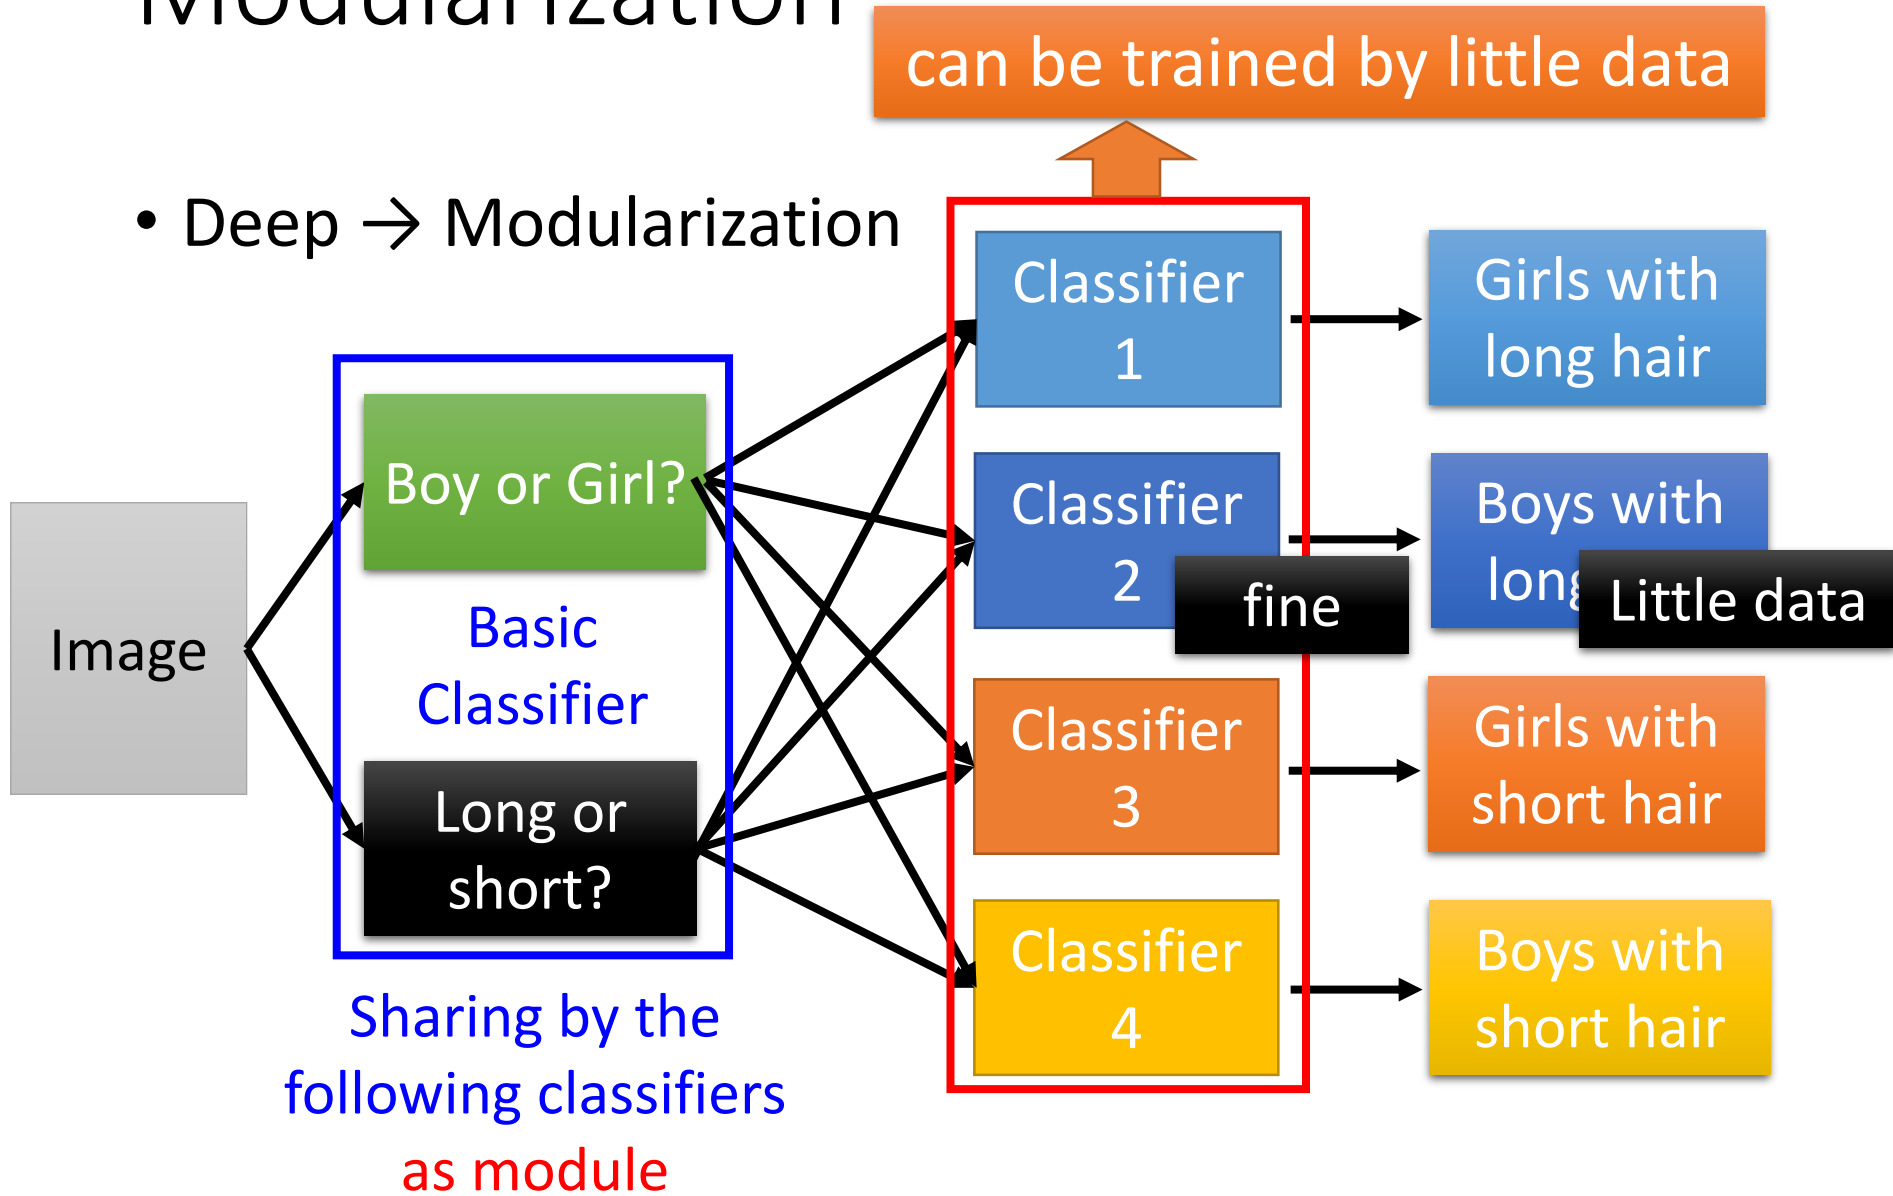 Modularization
can be trained by little data
• Deep → Modularization
Image
Boy or Girl?
Basic
Classifier
Long or
short?
Sharing by the
following classifiers
as module
Classifier
1
Girls with
long hair
Classifier
2
fine
Boys with
long
Little data
Classifier
3
Girls with
short hair
Classifier
4
Boys with
short hair